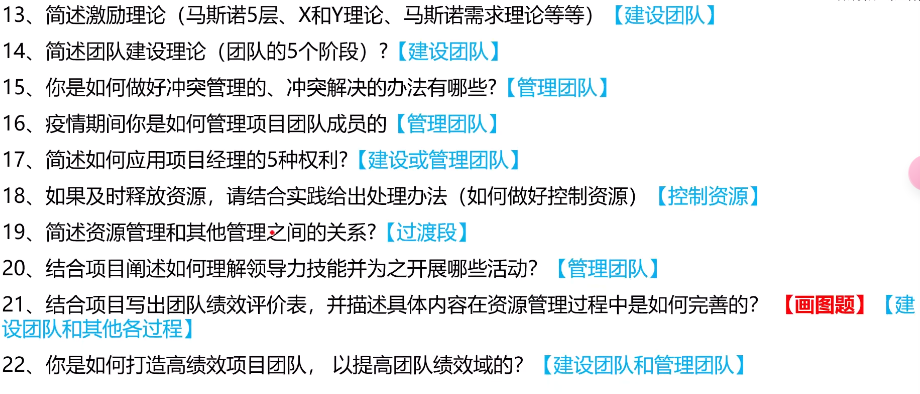 13、简述激励理论（马斯诺5层、X和Y理论、马斯诺需求理论等等）【建设团队】
14、简述团队建设理论（团队的5个阶段）?【建设团队】
15、你是如何做好冲突管理的、冲突解决的办法有哪些?【管理团队】
16、疫情期间你是如何管理项目团队成员的【管理团队】
17、简述如何应用项目经理的5种权利?【建设或管理团队】
18、如果及时释放资源，请结合实践给出处理办法（如何做好控制资源）【控制资源】
19、简述资源管理和其他管理之间的关系?【过渡段】
20、结合项目阐述如何理解领导力技能并为之开展哪些活动？【管理团队】
21、结合项目写出团队绩效评价表，并描述具体内容在资源管理过程中是如何完善的？ 【画图题】【建
设团队和其他各过程】
22、你是如何打造高绩效项目团队， 以提高团队绩效域的？【建设团队和管理团队】